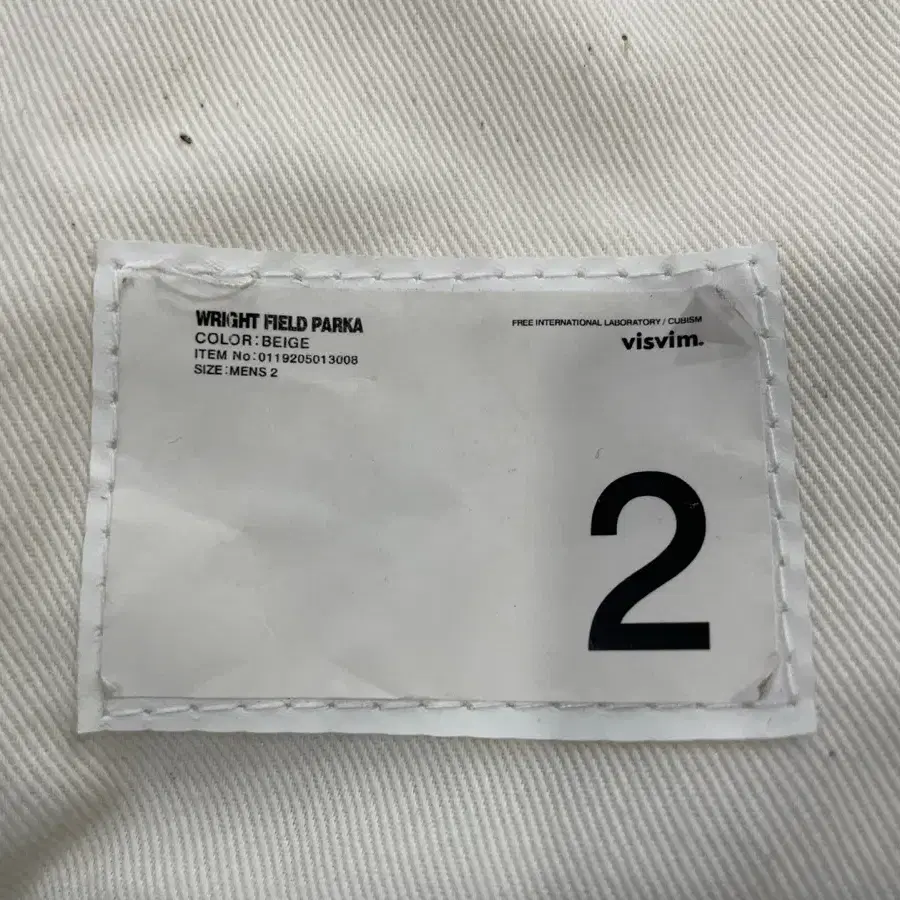 WRIGHT FIELD PARKA
COLOR:BEIGE
ITEM No:0119205013008
SIZE:MENS 2
FREE INTERNATIONAL LABORATORY / CUBISM
visvim.
2